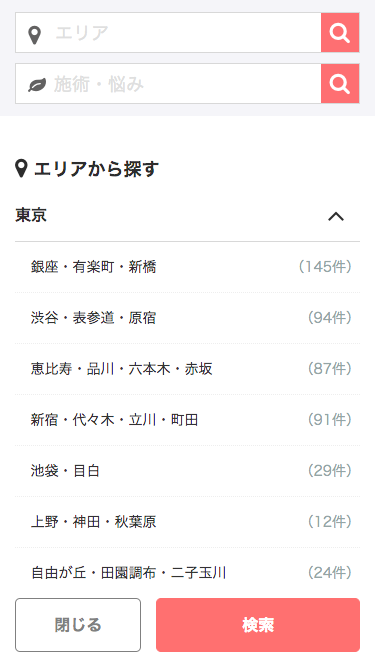 エリア
施術・悩み
エリアから探す
東京
銀座・有楽町・新橋 （145件）
渋谷・表参道・原宿 （94件）
恵比寿・品川・六本木・赤坂 （87件）
新宿・代々木・立川・町田 （91件）
池袋・目白 （29件）
上野・神田・秋葉原 （12件）
自由が丘・田園調布・二子玉川 （24件）
閉じる 検索